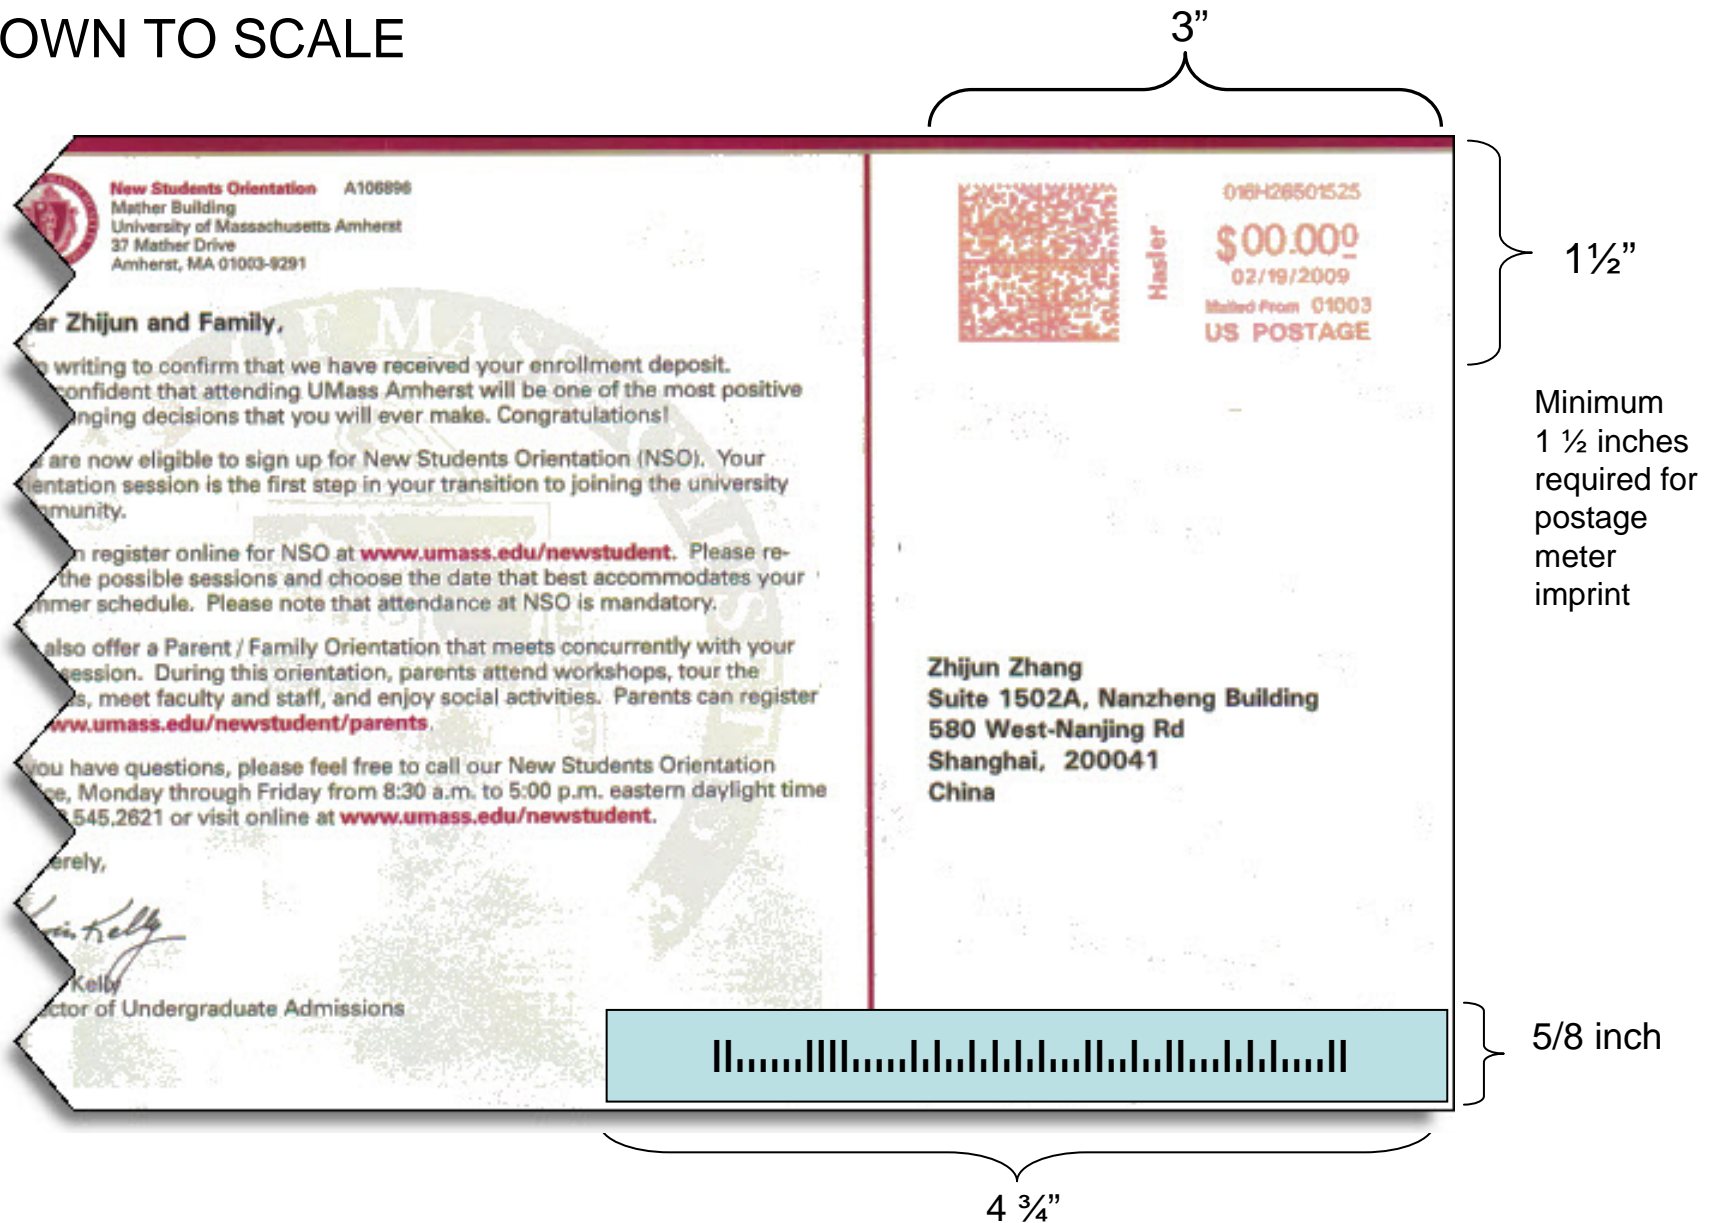 OWN TO SCALE
3”
New Students Orientation A106896
Mather Building
University of Massachusetts Amherst
37 Mather Drive
Amherst, MA 01003-9291
016H26501525
$00.000
02/19/2009
Mailed From 01003
US POSTAGE
Hasler
1½”
Minimum
1 ½ inches
required for
postage
meter
imprint
ar Zhijun and Family,
writing to confirm that we have received your enrollment deposit.
confident that attending UMass Amherst will be one of the most positive
nging decisions that you will ever make. Congratulations!
are now eligible to sign up for New Students Orientation (NSO). Your
entation session is the first step in your transition to joining the university
munity.
n register online for NSO at www.umass.edu/newstudent. Please re-
the possible sessions and choose the date that best accommodates your
mer schedule. Please note that attendance at NSO is mandatory.
also offer a Parent / Family Orientation that meets concurrently with your
session. During this orientation, parents attend workshops, tour the
s, meet faculty and staff, and enjoy social activities. Parents can register
www.umass.edu/newstudent/parents.
you have questions, please feel free to call our New Students Orientation
ce, Monday through Friday from 8:30 a.m. to 5:00 p.m. eastern daylight time
.545.2621 or visit online at www.umass.edu/newstudent.
erely,
Kelly
Kelly
ctor of Undergraduate Admissions
Zhijun Zhang
Suite 1502A, Nanzheng Building
580 West-Nanjing Rd
Shanghai, 200041
China
5/8 inch
4 ¾”